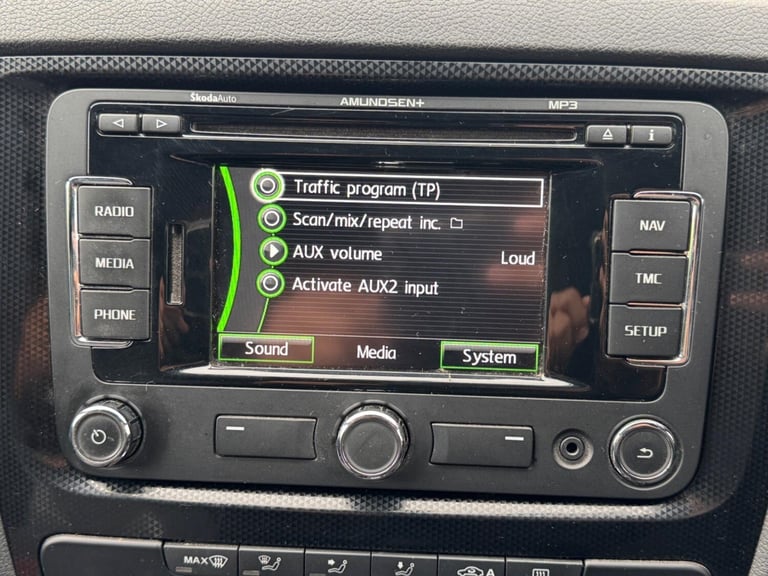 ŠkodaAuto AMUNDSEN+ MP3
i
RADIO
MEDIA
PHONE
Traffic program (TP)
Scan/mix/repeat inc.
AUX volume Loud
Activate AUX2 input
Sound Media System
NAV
TMC
SETUP
MAX
A